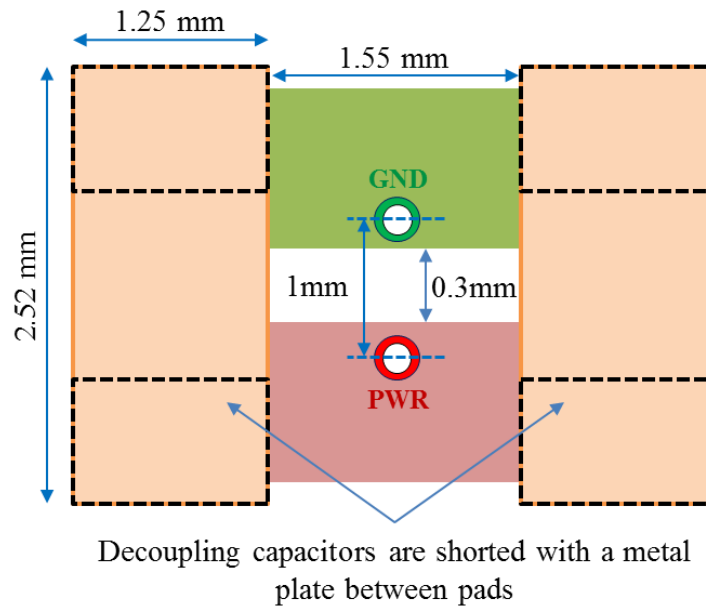 1.25 mm
1.55 mm
GND
2.52 mm
1mm
0.3mm
PWR
Decoupling capacitors are shorted with a metal
plate between pads